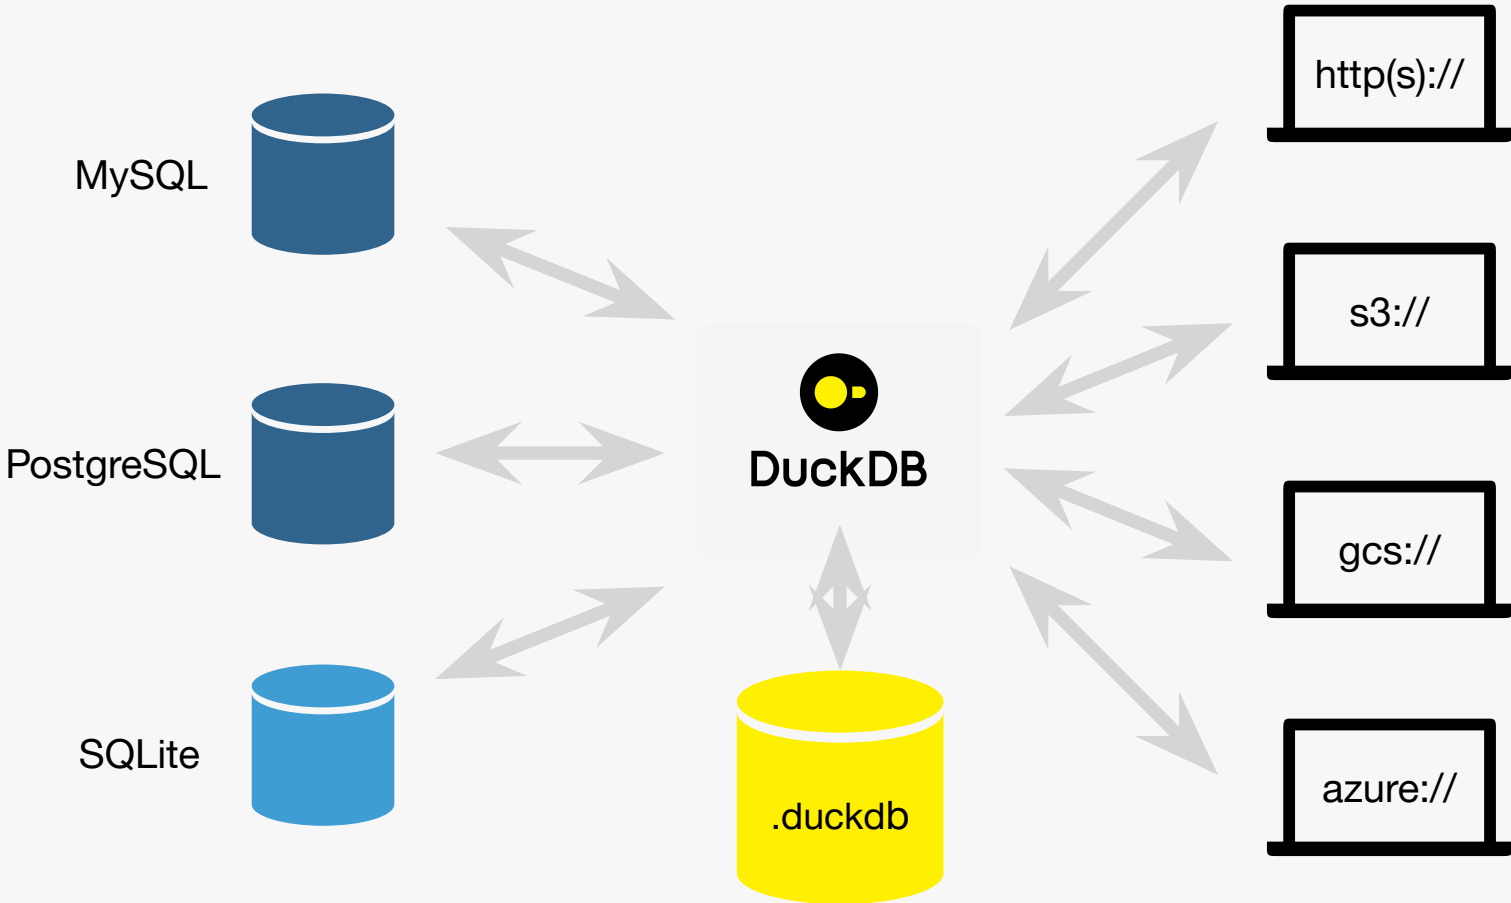 http(s)://
MySQL
s3://
PostgreSQL
DuckDB
gcs://
SQLite
.duckdb
azure://